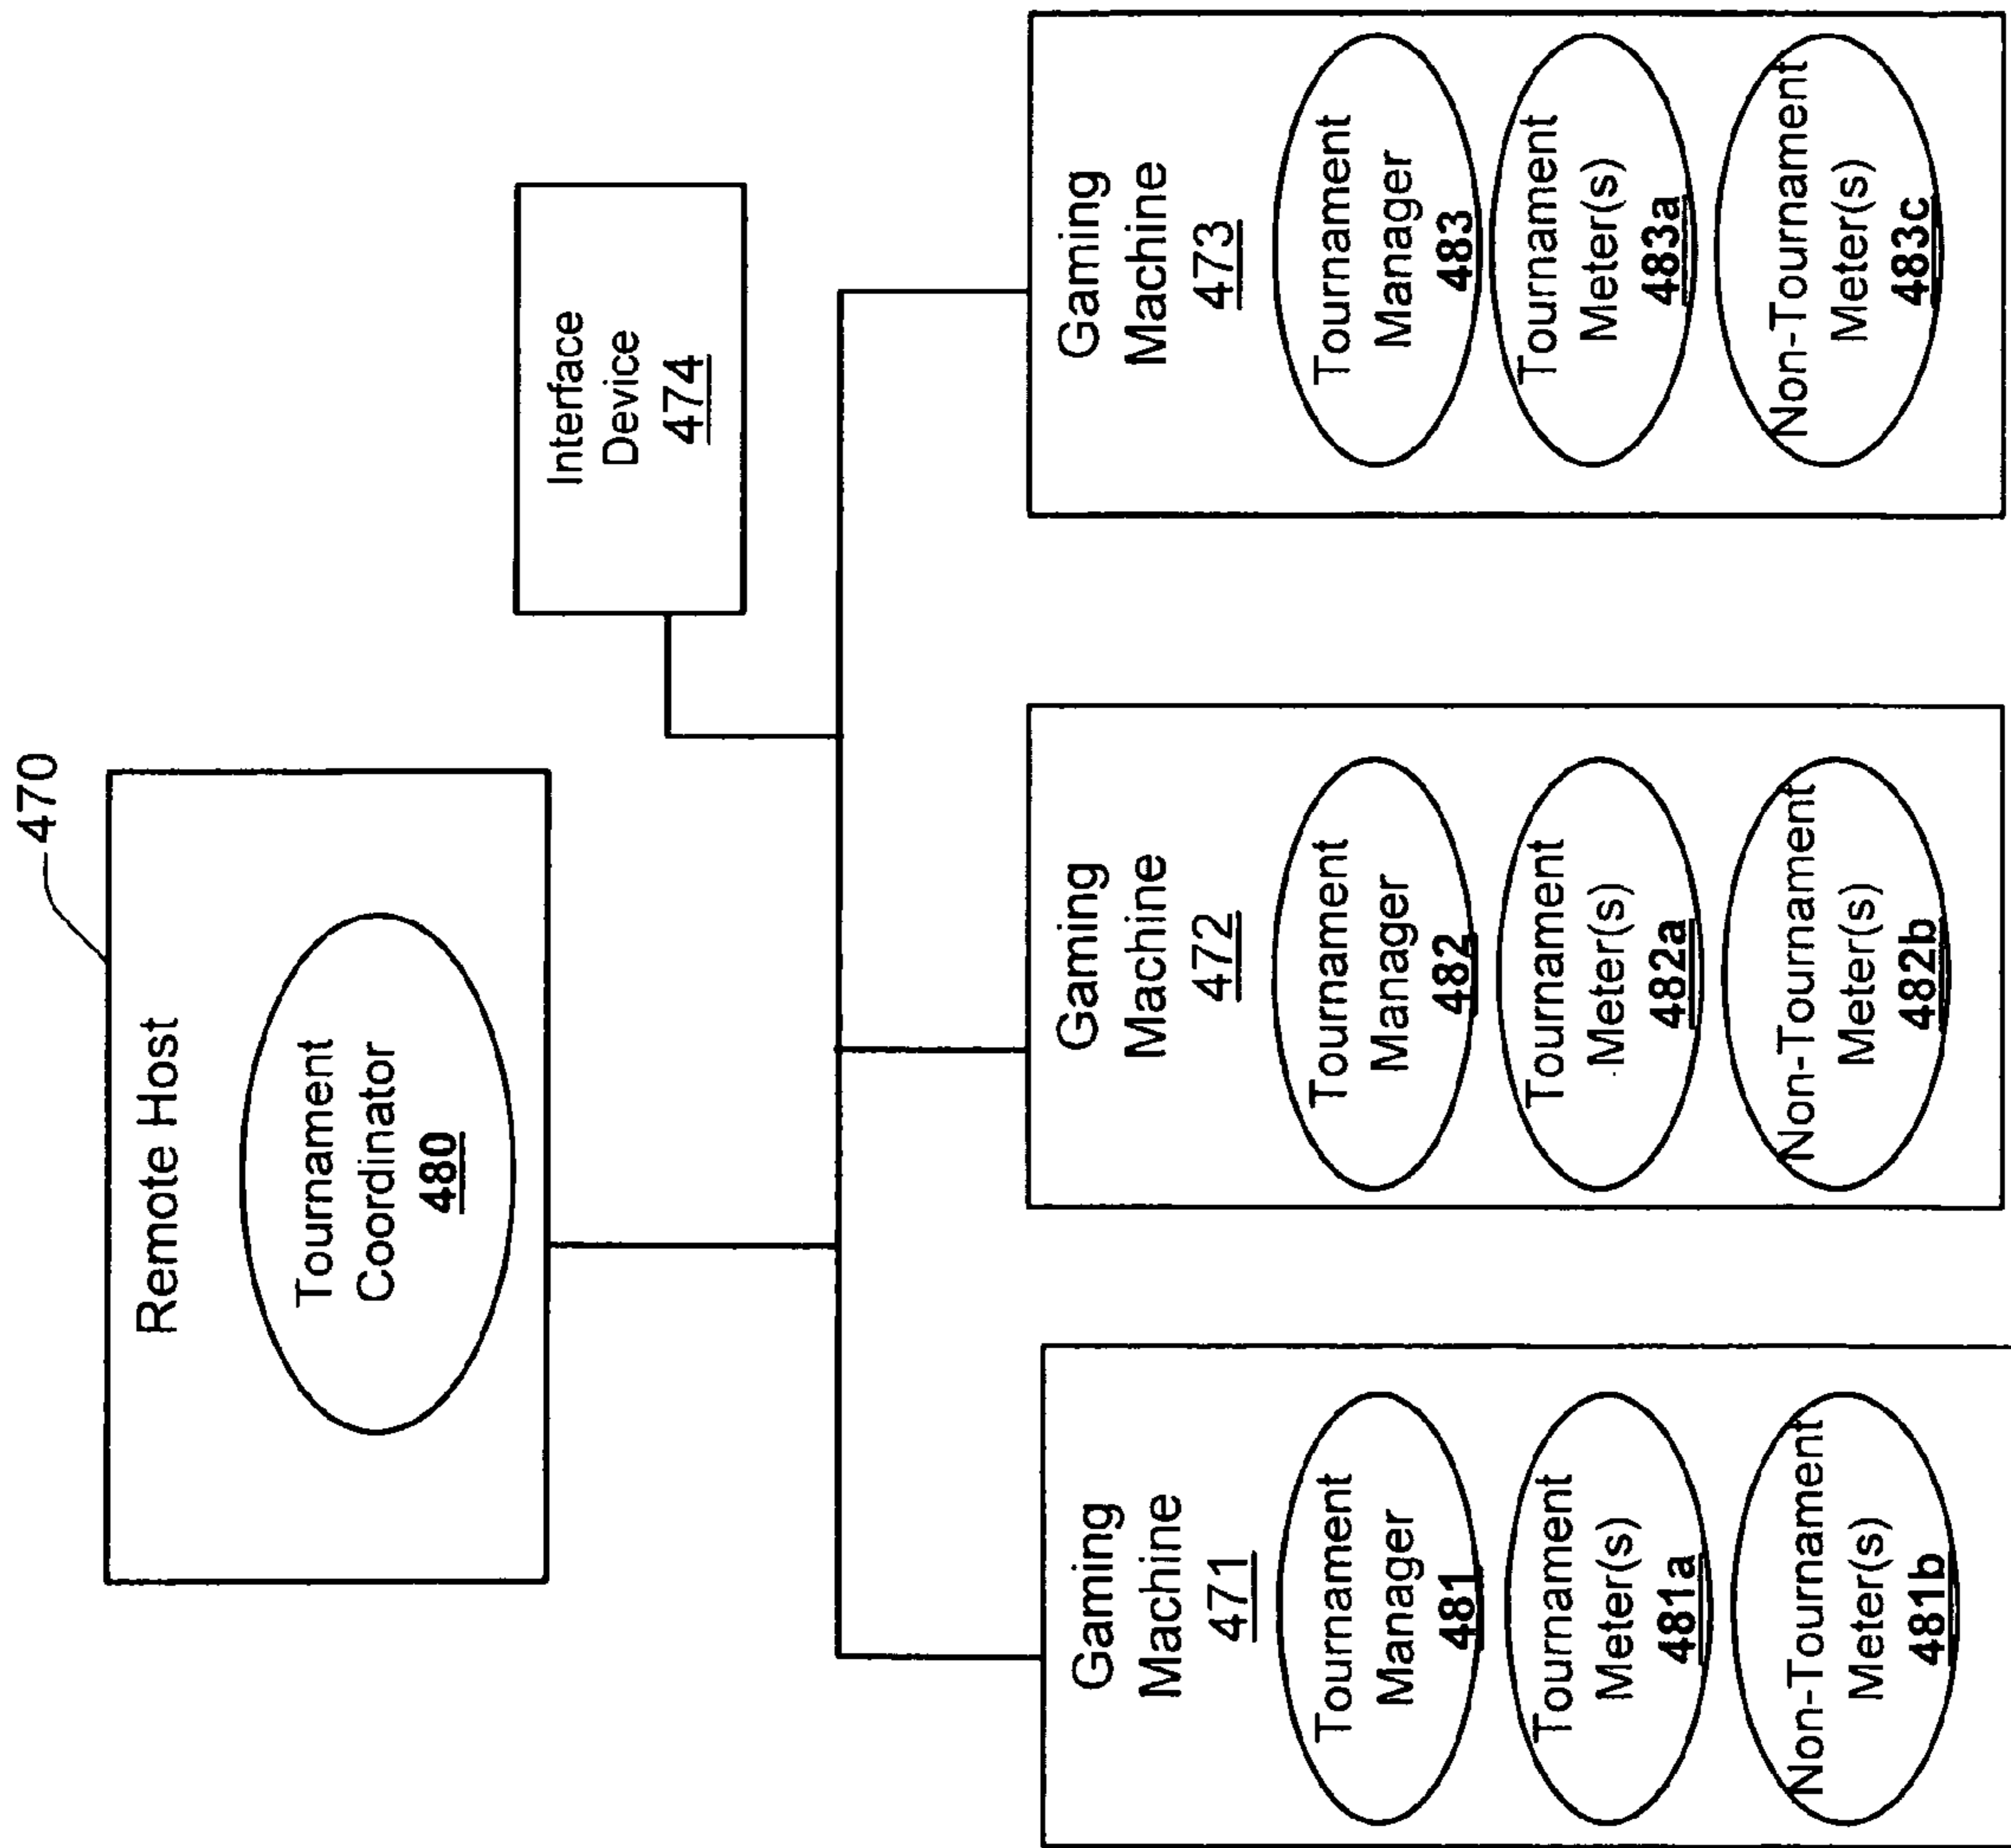 470
Remote Host
Tournament
Coordinator
480
Interface
Device
474
Gaming
Machine
471
Tournament
Manager
481
Tournament
Meter(s)
481a
Non-Tournament
Meter(s)
481b
Gaming
Machine
472
Tournament
Manager
482
Tournament
Meter(s)
482a
Non-Tournament
Meter(s)
482b
Gaming
Machine
473
Tournament
Manager
483
Tournament
Meter(s)
483a
Non-Tournament
Meter(s)
483c